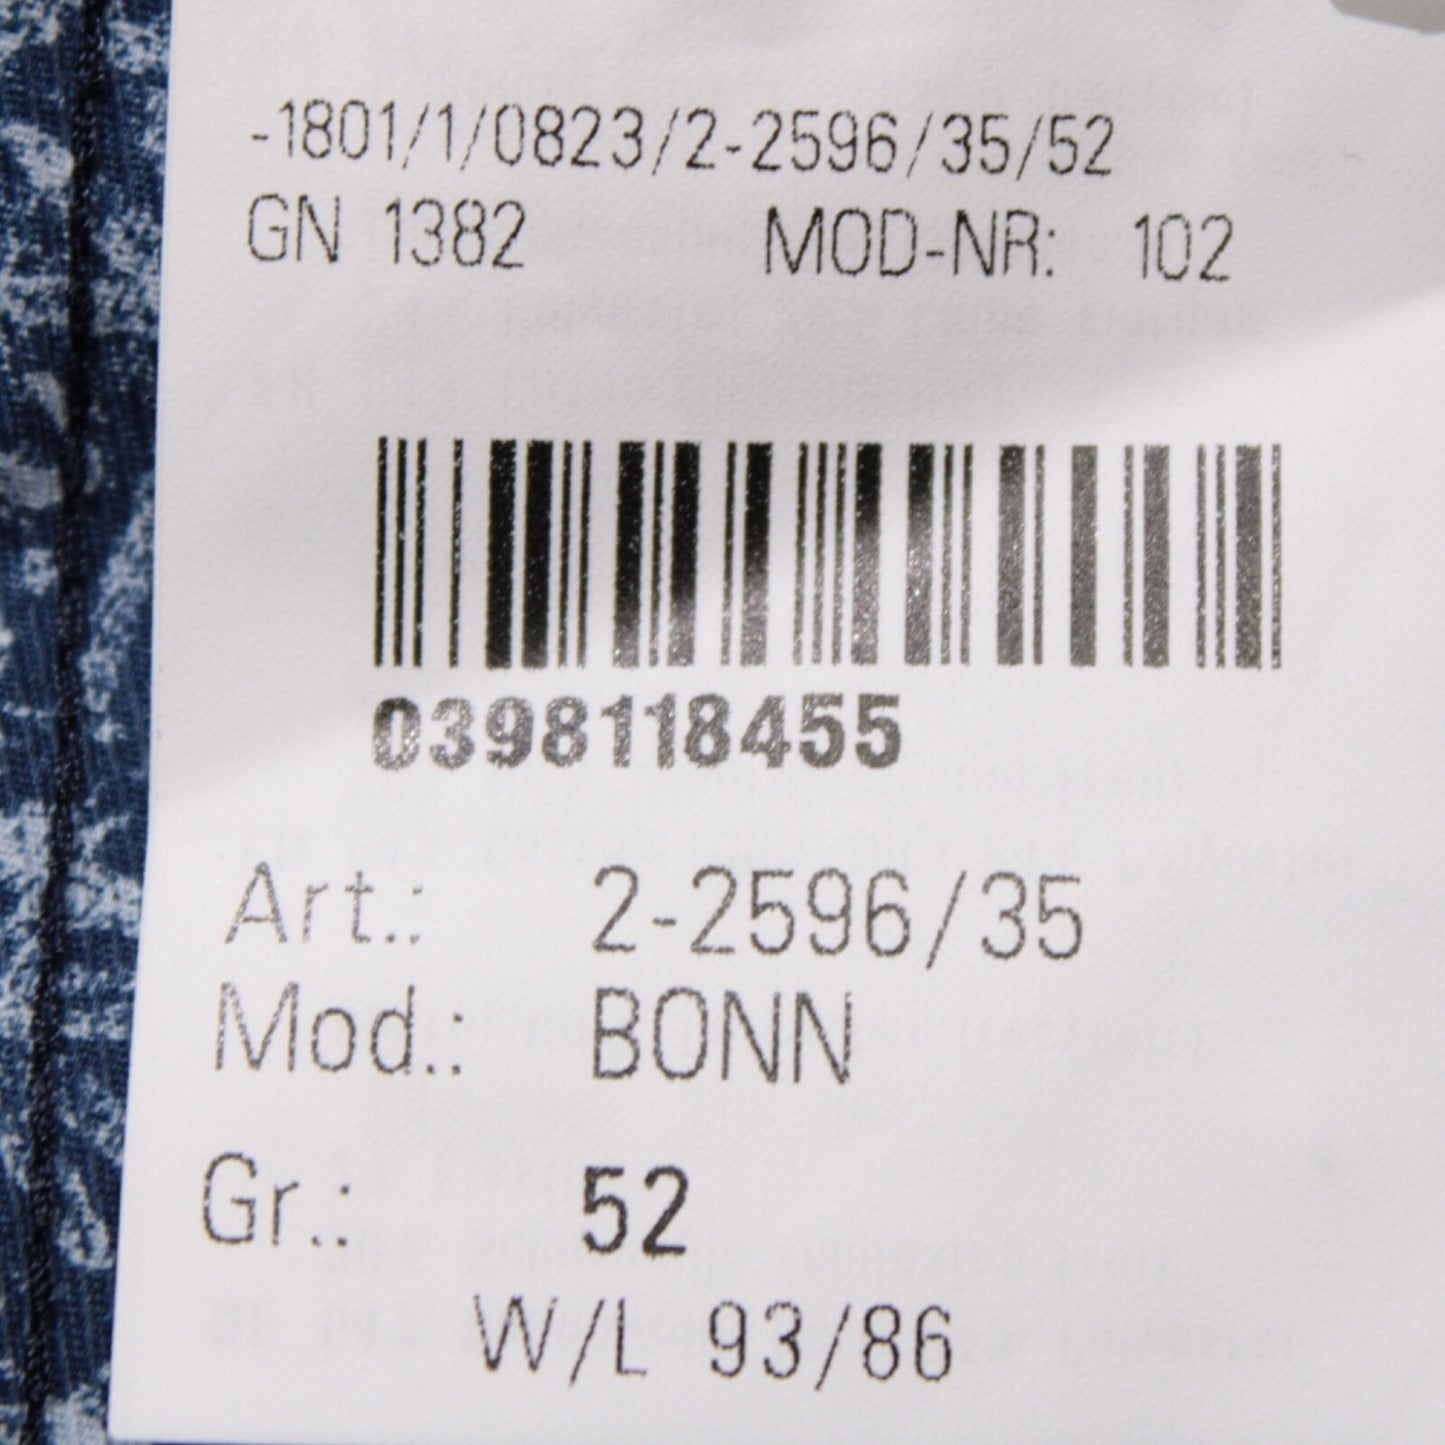 -1801/1/0823/2-2596/35/52
GN 1382 MOD-NR: 102
0398118455
Art.: 2-2596/35
Mod.: BONN
Gr.: 52
W/L 93/86